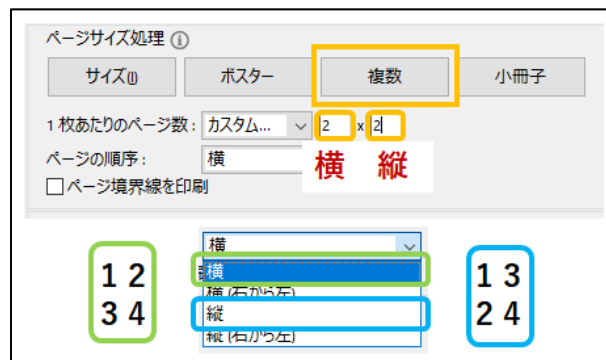 ページサイズ処理 ⓘ
サイズ(I) ポスター 複数 小冊子
1 枚あたりのページ数: カスタム... 2 x 2
ページの順序: 横
横 縦
ページ境界線を印刷
横
横
横 (右から左)
縦
縦 (右から左)
1 2
3 4
1 3
2 4